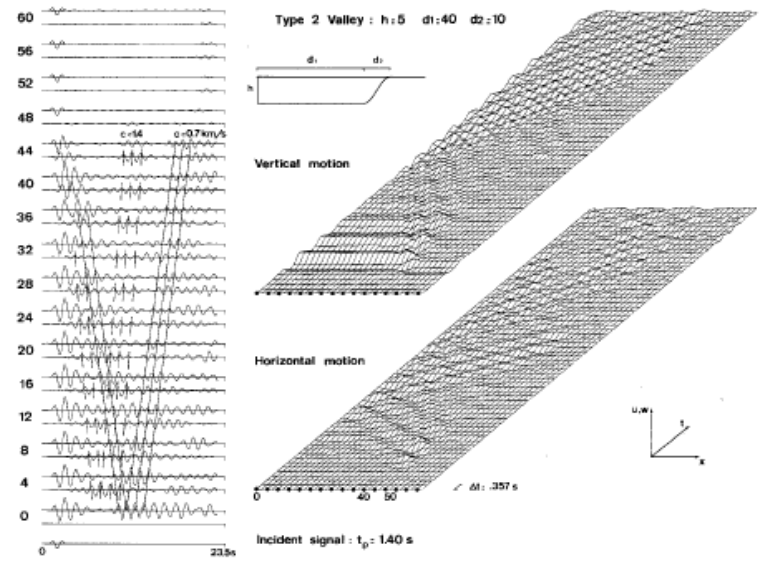 Type 2 Valley : h:5 d1:40 d2:10
60
56
52
48
44
40
36
32
28
24
20
16
12
8
4
0
c=1.4
c=0.7km/s
0
23.5s
d₁
d₂
h
Vertical motion
Horizontal motion
0
40
50
Δt: .357 s
u,w
t
x
Incident signal : tp: 1.40 s